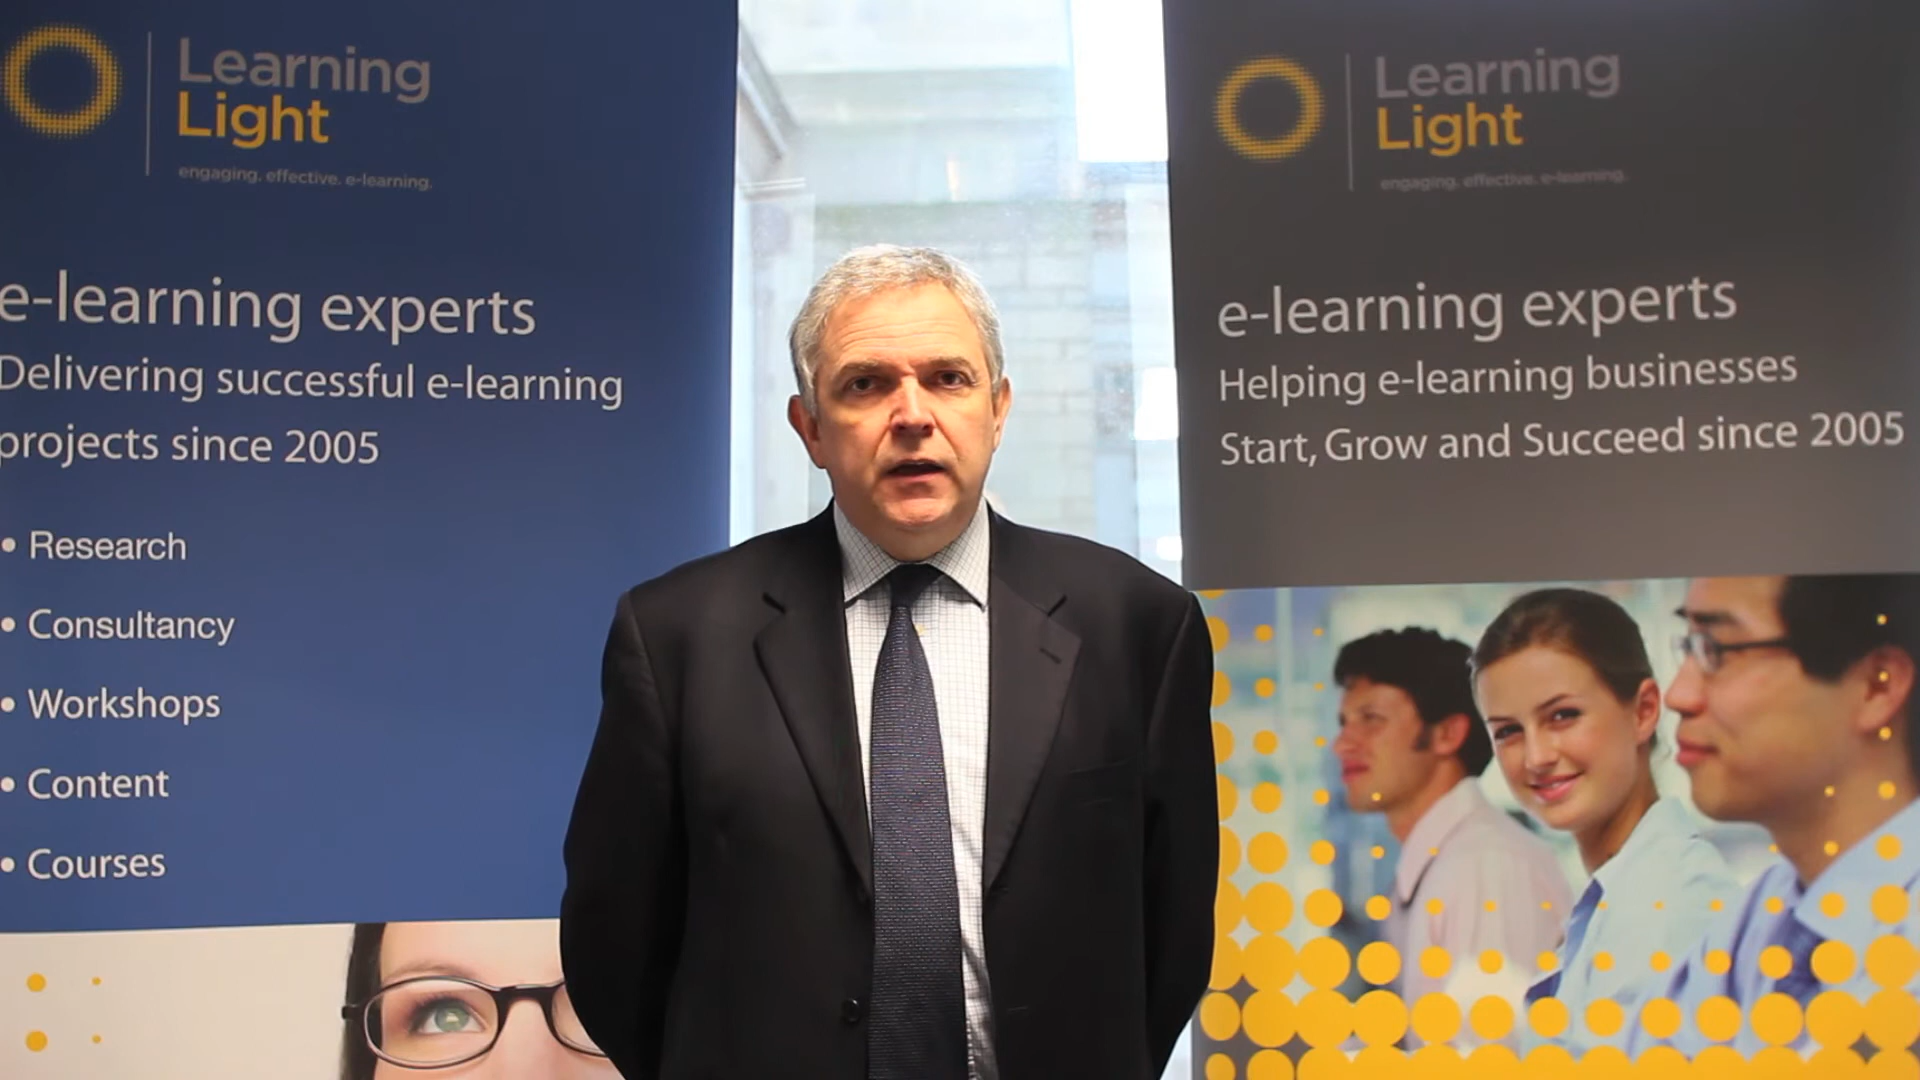 Learning
Light
engaging. effective. e-learning.
e-learning experts
Delivering successful e-learning
projects since 2005
• Research
• Consultancy
• Workshops
• Content
• Courses
Learning
Light
engaging. effective. e-learning.
e-learning experts
Helping e-learning businesses
Start, Grow and Succeed since 2005